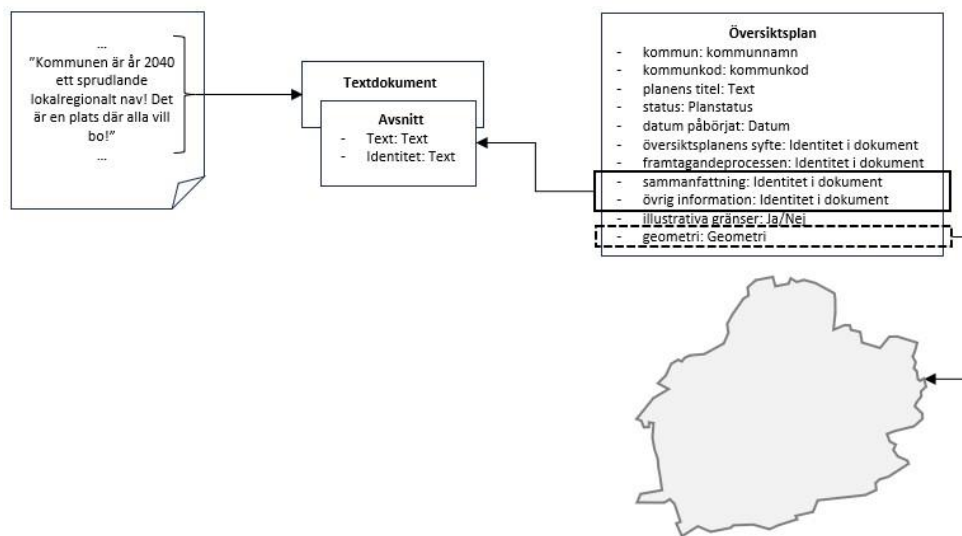 ...
”Kommunen är år 2040
ett sprudlande
lokalregionalt nav! Det
är en plats där alla vill
bo!”
...
Textdokument
Avsnitt
- Text: Text
- Identitet: Text
Översiktsplan
- kommun: kommunnamn
- kommunkod: kommunkod
- planens titel: Text
- status: Planstatus
- datum påbörjat: Datum
- översiktsplanens syfte: Identitet i dokument
- framtagandeprocessen: Identitet i dokument
- sammanfattning: Identitet i dokument
- övrig information: Identitet i dokument
- illustrativa gränser: Ja/Nej
- geometri: Geometri